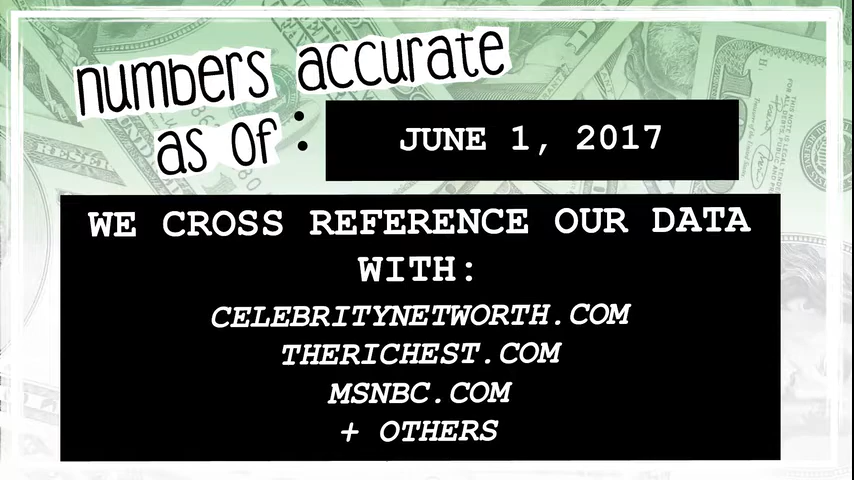 numbers accurate
as of: JUNE 1, 2017
WE CROSS REFERENCE OUR DATA
WITH:
CELEBRITYNETWORTH.COM
THERICHEST.COM
MSNBC.COM
+ OTHERS